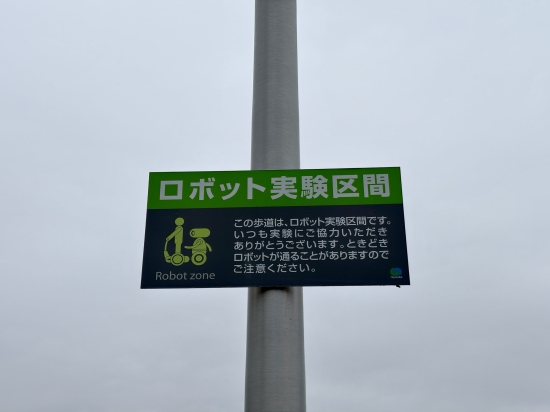 ロボット実験区間
この歩道は、ロボット実験区間です。
いつも実験にご協力いただき
ありがとうございます。ときどき
ロボットが通ることがありますので
ご注意ください。
Robot zone